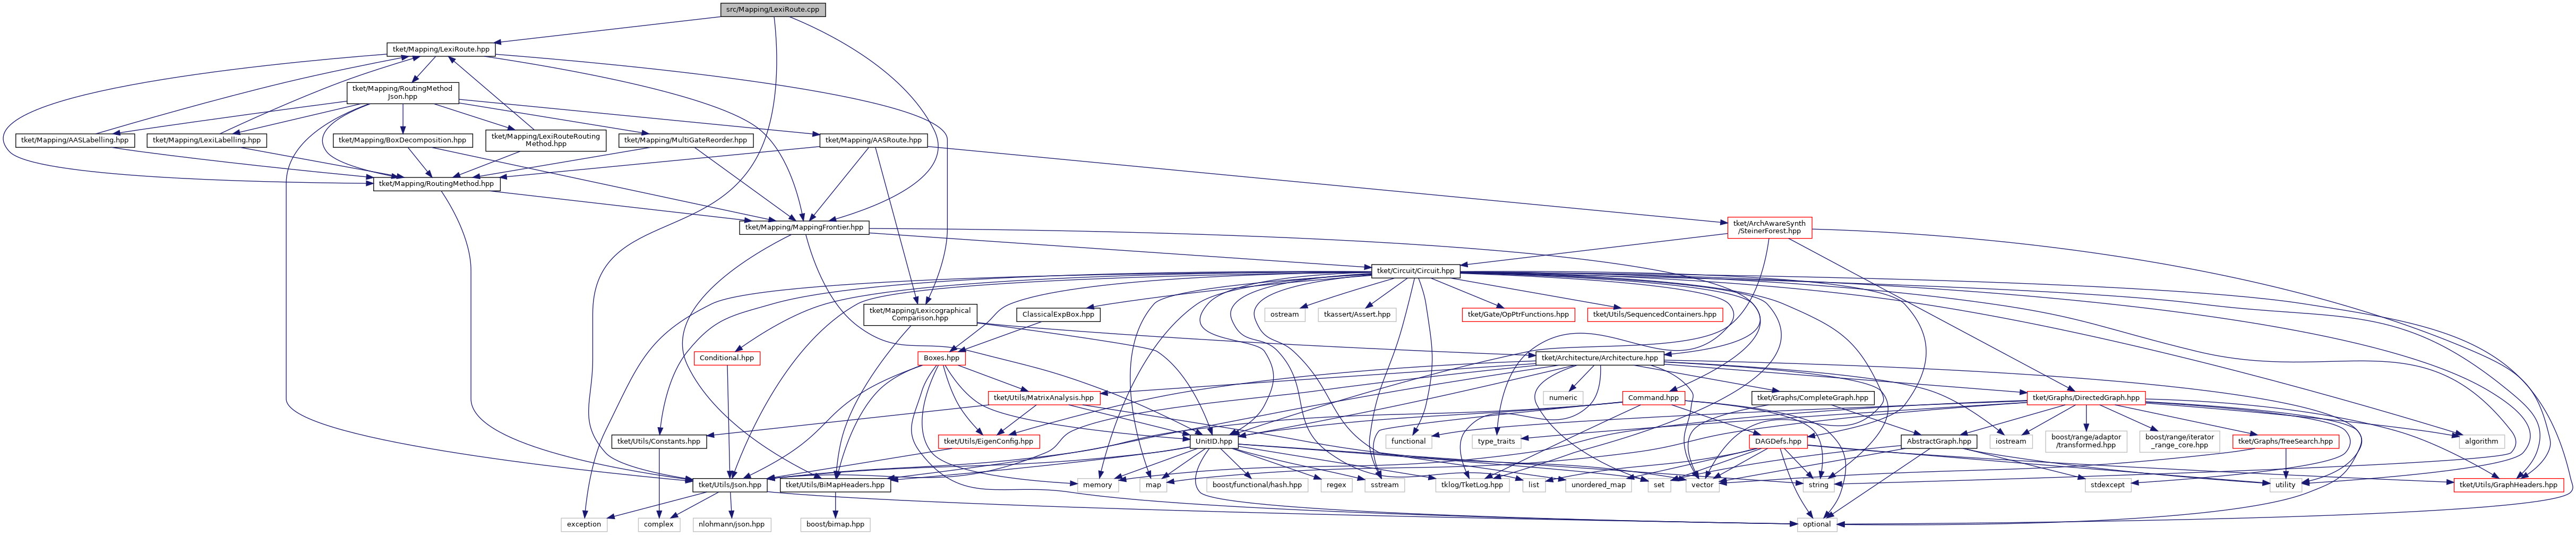 src/Mapping/LexiRoute.cpp
tket/Mapping/LexiRoute.hpp
tket/Mapping/RoutingMethod
Json.hpp
tket/Mapping/AASLabelling.hpp
tket/Mapping/LexiLabelling.hpp
tket/Mapping/BoxDecomposition.hpp
tket/Mapping/LexiRouteRouting
Method.hpp
tket/Mapping/MultiGateReorder.hpp
tket/Mapping/AASRoute.hpp
tket/Mapping/RoutingMethod.hpp
tket/Mapping/MappingFrontier.hpp
tket/ArchAwareSynth
/SteinerForest.hpp
tket/Circuit/Circuit.hpp
tket/Mapping/Lexicographical
Comparison.hpp
ClassicalExpBox.hpp
ostream
tkassert/Assert.hpp
tket/Gate/OpPtrFunctions.hpp
tket/Utils/SequencedContainers.hpp
Conditional.hpp
Boxes.hpp
tket/Architecture/Architecture.hpp
tket/Utils/MatrixAnalysis.hpp
numeric
Command.hpp
tket/Graphs/CompleteGraph.hpp
tket/Graphs/DirectedGraph.hpp
tket/Utils/Constants.hpp
tket/Utils/EigenConfig.hpp
UnitID.hpp
functional
type_traits
DAGDefs.hpp
AbstractGraph.hpp
iostream
boost/range/adaptor
/transformed.hpp
boost/range/iterator
_range_core.hpp
tket/Graphs/TreeSearch.hpp
algorithm
tket/Utils/Json.hpp
tket/Utils/BiMapHeaders.hpp
memory
map
boost/functional/hash.hpp
regex
sstream
tklog/TketLog.hpp
list
unordered_map
set
vector
string
stdexcept
utility
tket/Utils/GraphHeaders.hpp
exception
complex
nlohmann/json.hpp
boost/bimap.hpp
optional